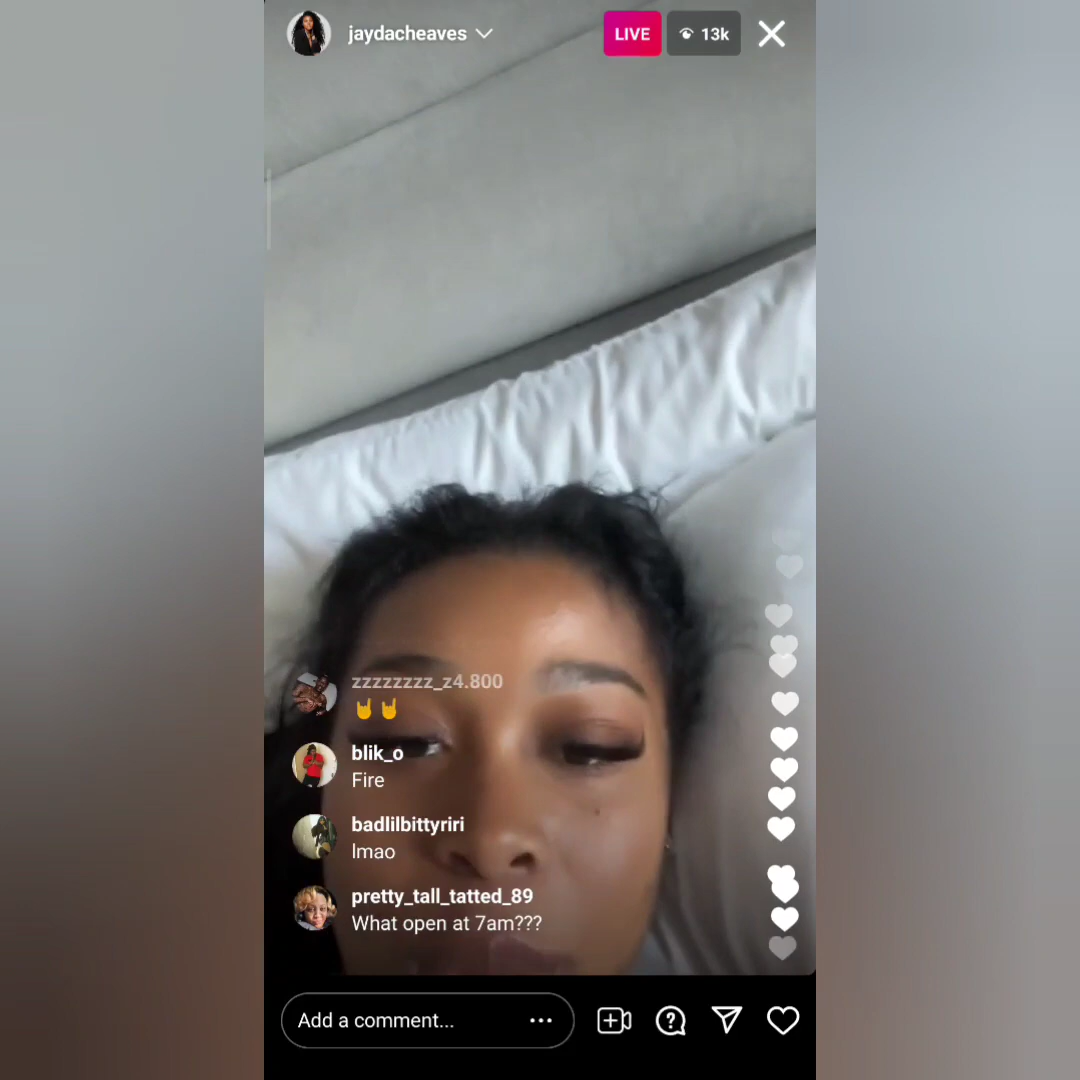 jaydacheaves
LIVE
13k
zzzzzzzz_z4.800
🤘🤘
blik_o
Fire
badlilbittyriri
lmao
pretty_tall_tatted_89
What open at 7am???
Add a comment...